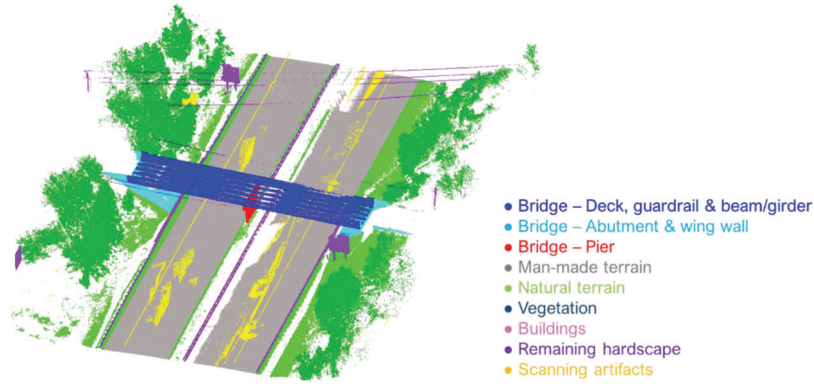 Bridge – Deck, guardrail & beam/girder
Bridge – Abutment & wing wall
Bridge – Pier
Man-made terrain
Natural terrain
Vegetation
Buildings
Remaining hardscape
Scanning artifacts